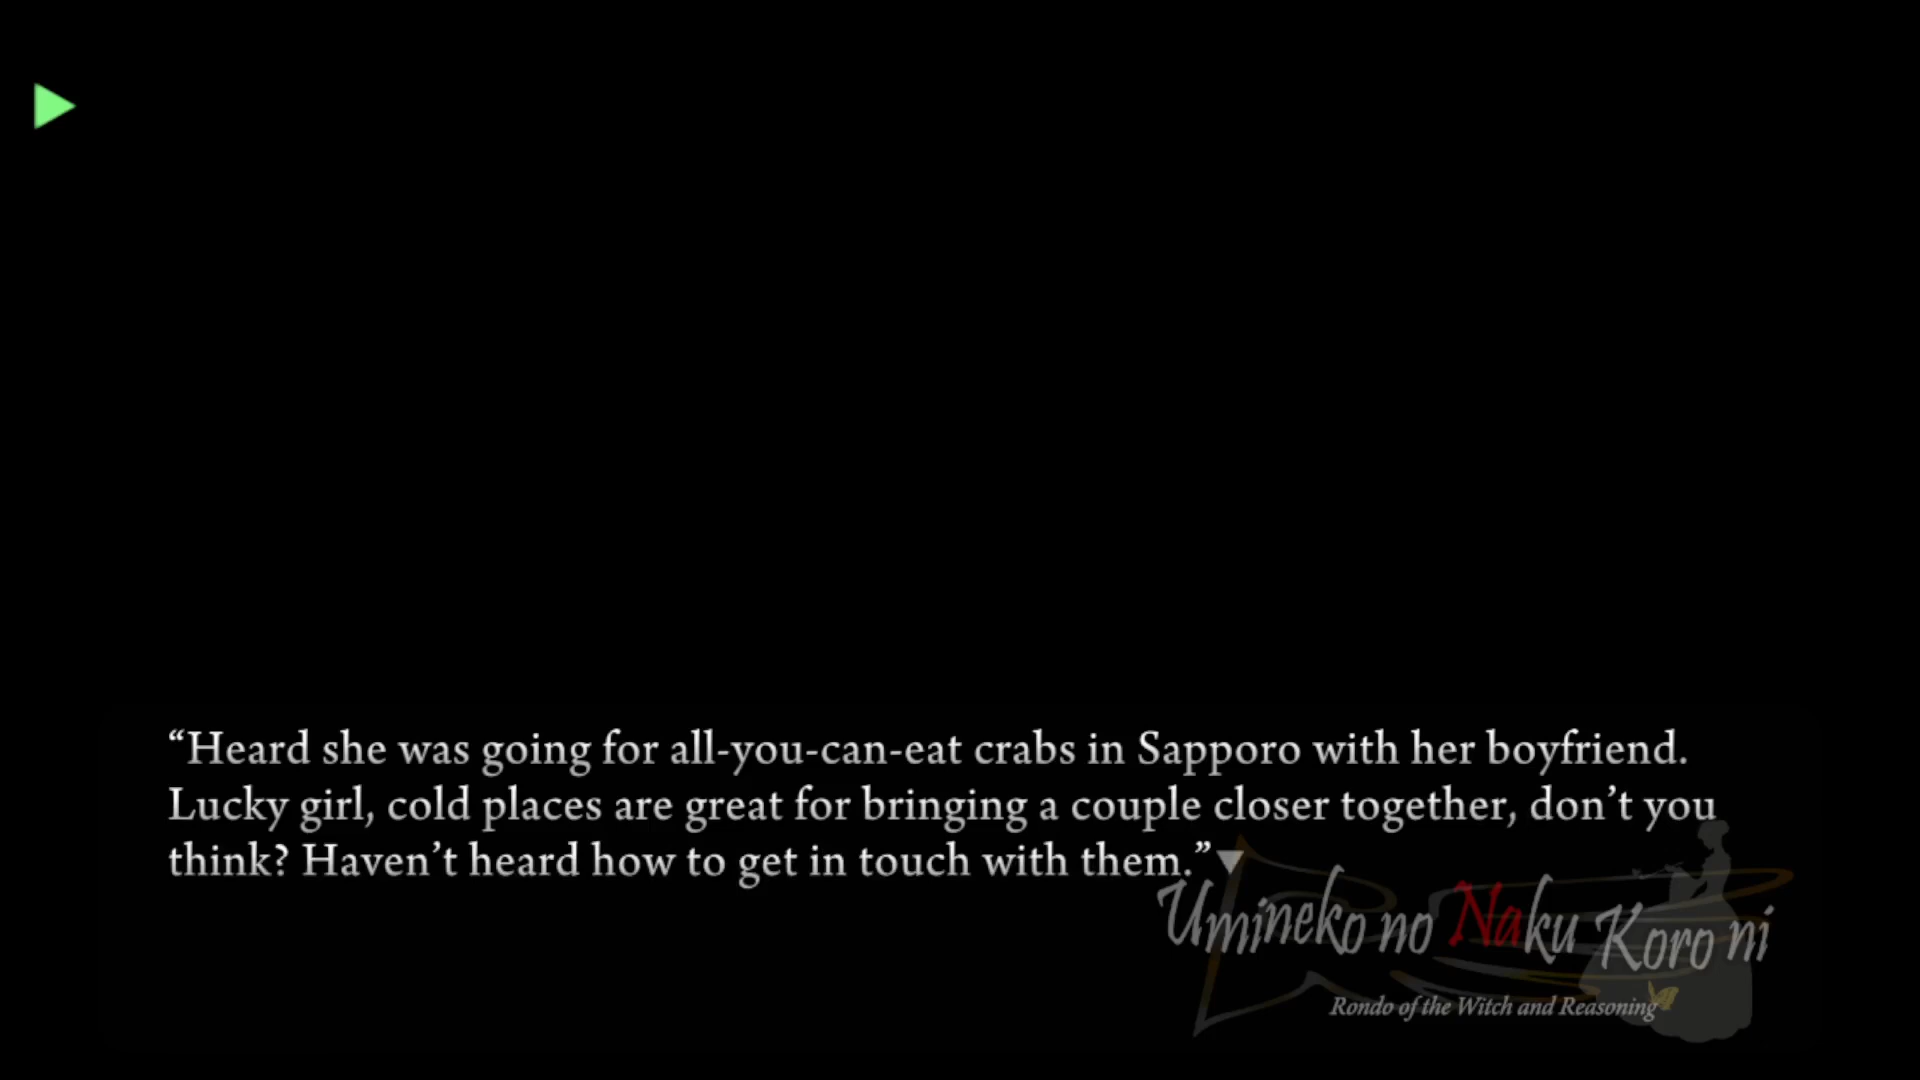 “Heard she was going for all-you-can-eat crabs in Sapporo with her boyfriend.
Lucky girl, cold places are great for bringing a couple closer together, don’t you
think? Haven’t heard how to get in touch with them.”
Umineko no Naku Koro ni
Rondo of the Witch and Reasoning